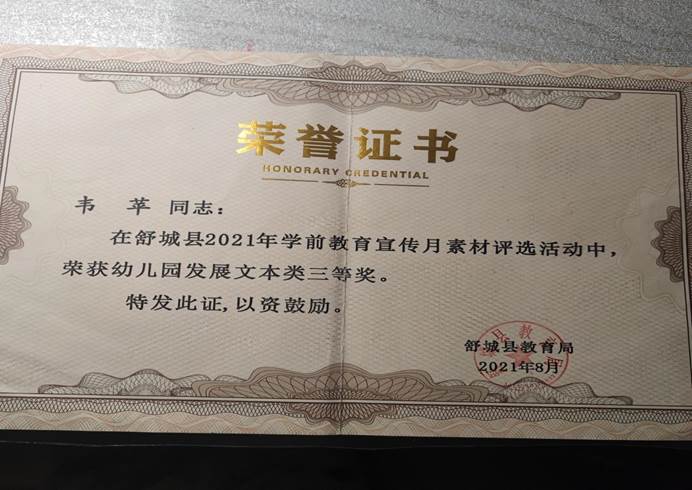 荣誉证书
HONORARY CREDENTIAL
韦 苹 同志：
在舒城县2021年学前教育宣传月素材评选活动中，
荣获幼儿园发展文本类三等奖。
特发此证，以资鼓励。
舒城县教育局
2021年8月